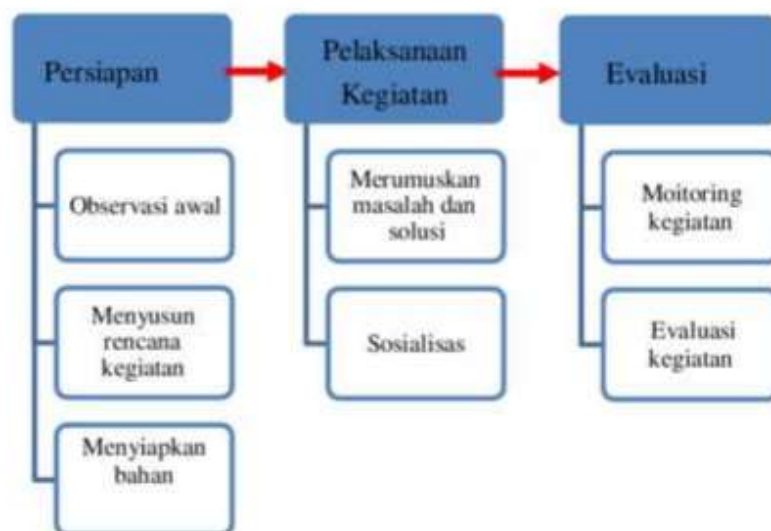 Persiapan
Observasi awal
Menyusun
rencana
kegiatan
Menyiapkan
bahan
Pelaksanaan
Kegiatan
Merumuskan
masalah dan
solusi
Sosialisas
Evaluasi
Moitoring
kegiatan
Evaluasi
kegiatan